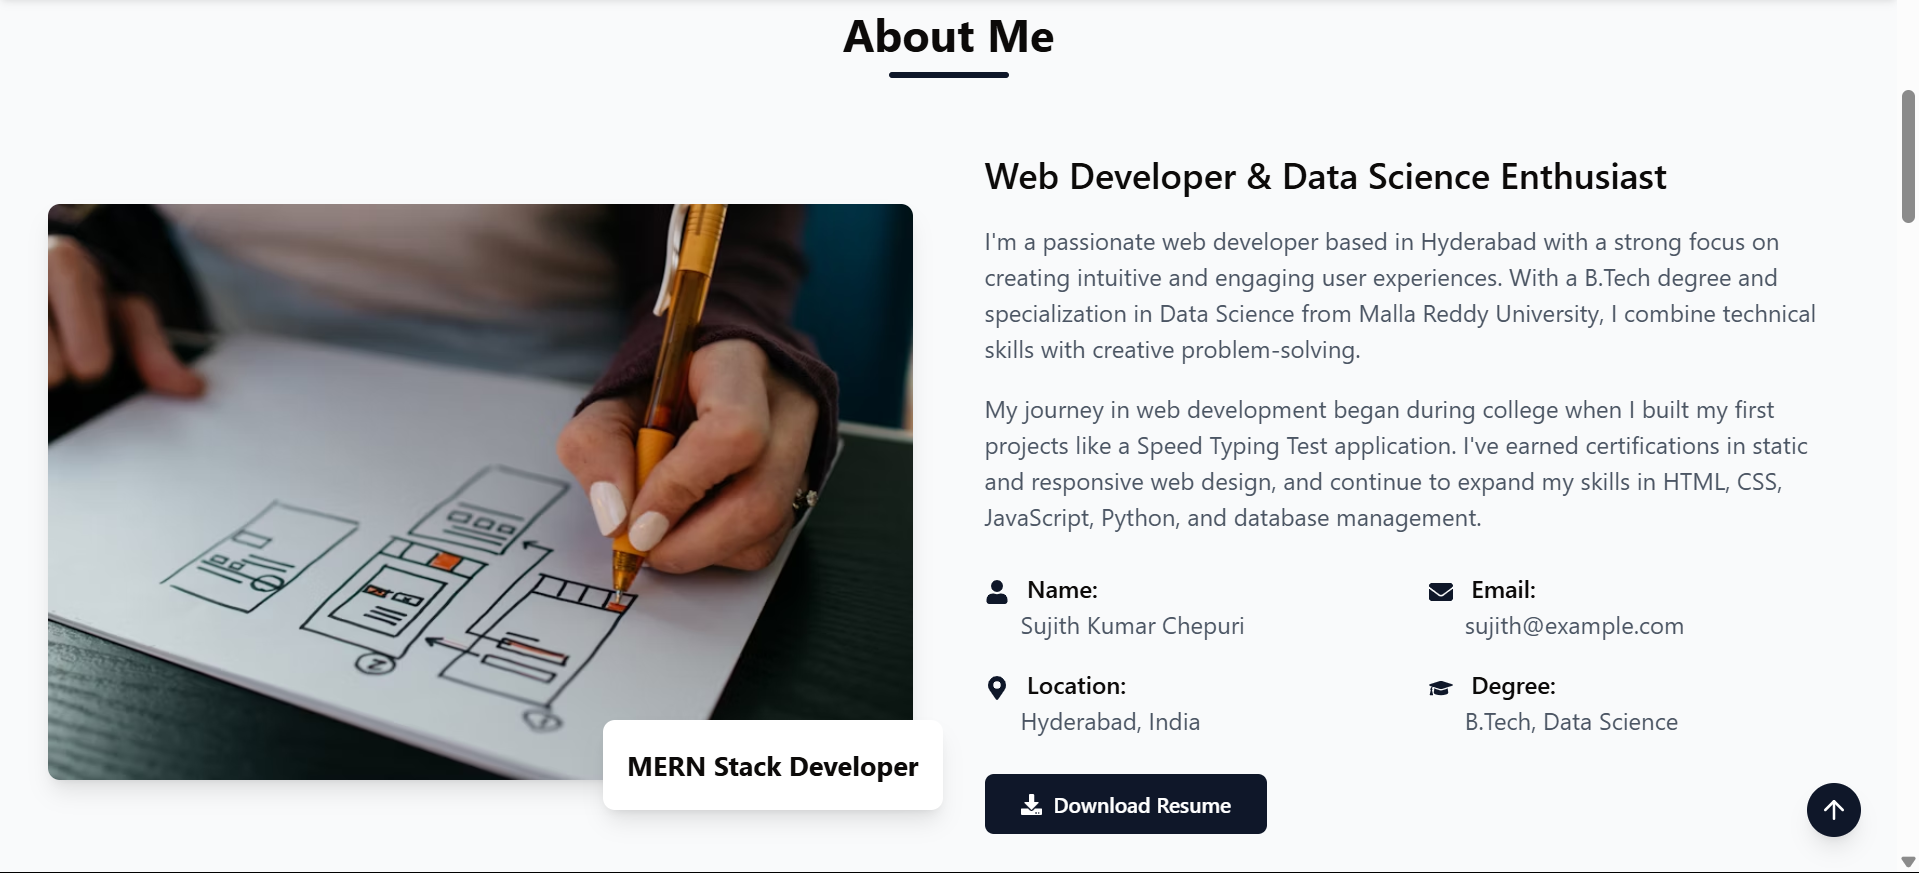 About Me
Web Developer & Data Science Enthusiast
I'm a passionate web developer based in Hyderabad with a strong focus on
creating intuitive and engaging user experiences. With a B.Tech degree and
specialization in Data Science from Malla Reddy University, I combine technical
skills with creative problem-solving.
My journey in web development began during college when I built my first
projects like a Speed Typing Test application. I've earned certifications in static
and responsive web design, and continue to expand my skills in HTML, CSS,
JavaScript, Python, and database management.
Name:
Sujith Kumar Chepuri
Email:
sujith@example.com
Location:
Hyderabad, India
Degree:
B.Tech, Data Science
MERN Stack Developer
Download Resume
2
1